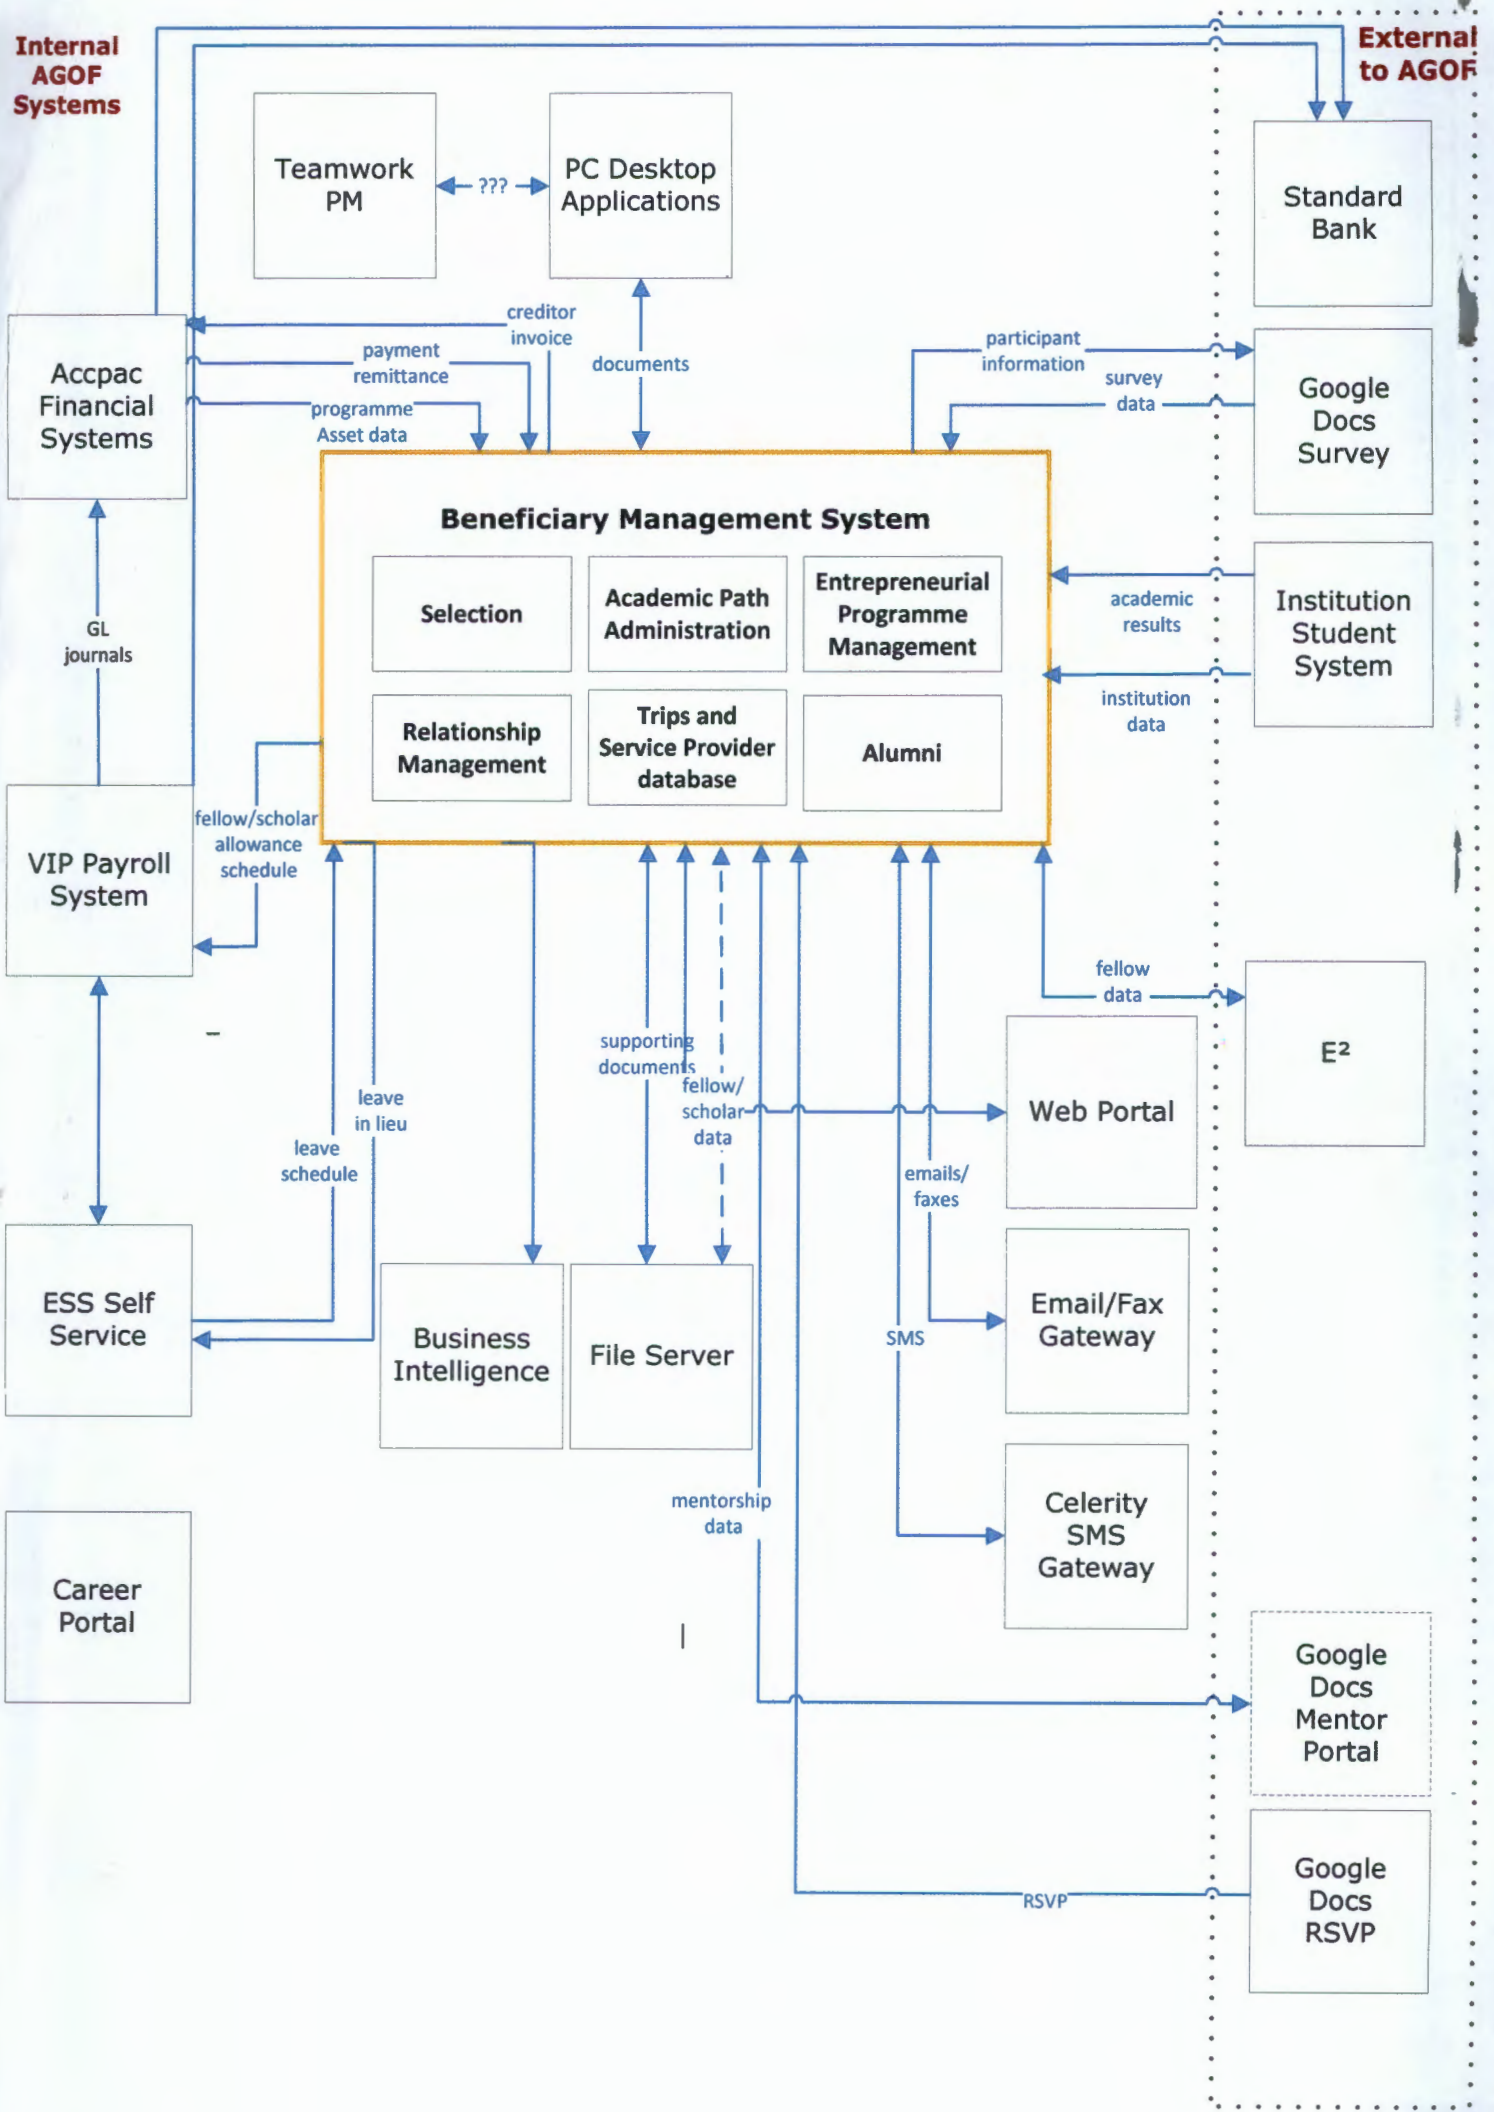 Internal
AGOF
Systems
External
to AGOF
Teamwork
PM
???
PC Desktop
Applications
Standard
Bank
creditor
invoice
payment
remittance
programme
Asset data
documents
participant
information
survey
data
Accpac
Financial
Systems
Google
Docs
Survey
Beneficiary Management System
Selection
Academic Path
Administration
Entrepreneurial
Programme
Management
Relationship
Management
Trips and
Service Provider
database
Alumni
academic
results
institution
data
Institution
Student
System
GL
journals
fellow/scholar
allowance
schedule
VIP Payroll
System
fellow
data
E²
supporting
documents
fellow/
scholar
data
Web Portal
leave
in lieu
leave
schedule
emails/
faxes
ESS Self
Service
Business
Intelligence
File Server
SMS
Email/Fax
Gateway
mentorship
data
Celerity
SMS
Gateway
Career
Portal
Google
Docs
Mentor
Portal
RSVP
Google
Docs
RSVP